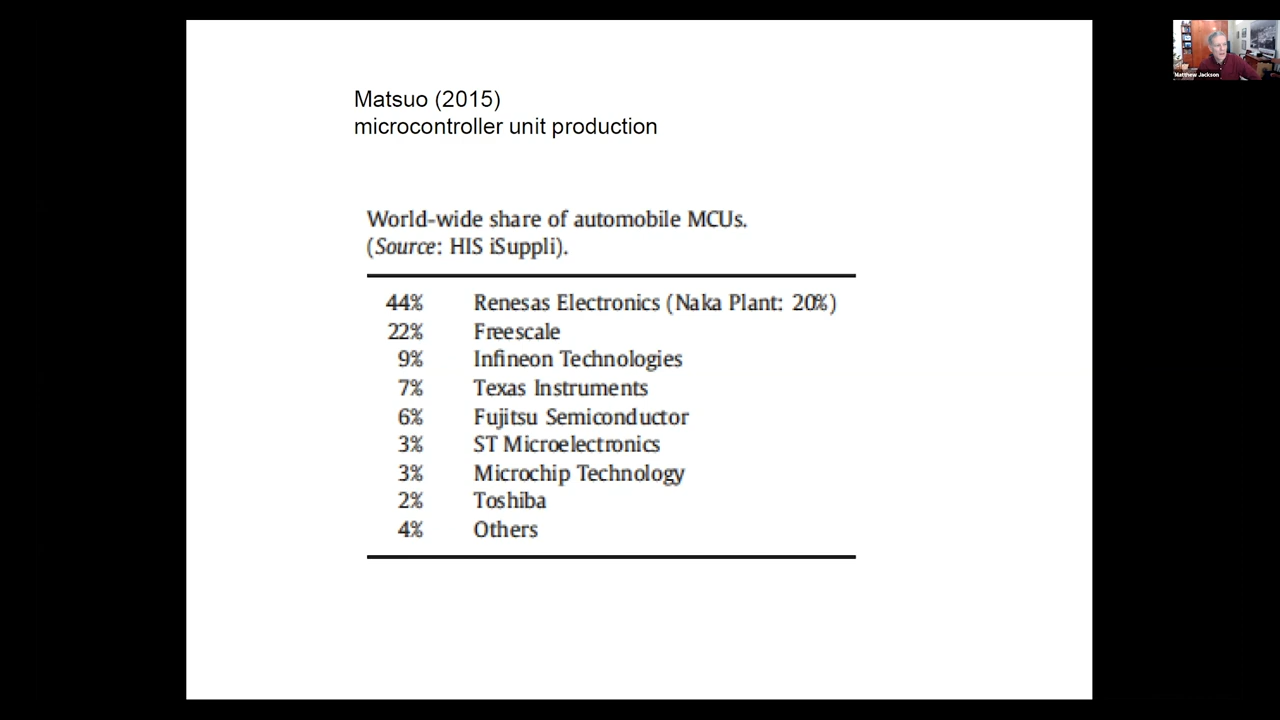 Matsuo (2015)
microcontroller unit production
World-wide share of automobile MCUs.
(Source: HIS iSuppli).
44% Renesas Electronics (Naka Plant: 20%)
22% Freescale
9% Infineon Technologies
7% Texas Instruments
6% Fujitsu Semiconductor
3% ST Microelectronics
3% Microchip Technology
2% Toshiba
4% Others
Matthew Jackson